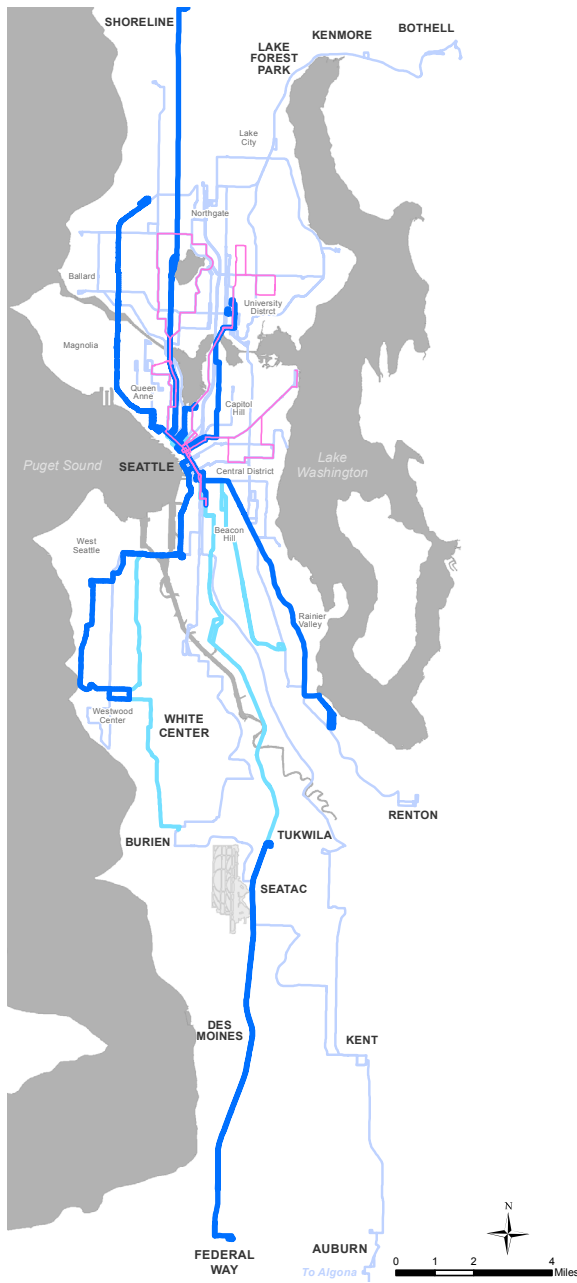 SHORELINE
KENMORE
BOTHELL
LAKE
FOREST
PARK
Lake
City
Northgate
Ballard
University
Distrct
Magnolia
Queen
Anne
Capitol
Hill
Puget Sound
SEATTLE
Central District
Lake
Washington
West
Seattle
Beacon
Hill
Rainier
Valley
Westwood
Center
WHITE
CENTER
RENTON
BURIEN
TUKWILA
SEATAC
DES
MOINES
KENT
N
AUBURN
FEDERAL
WAY
To Algona
0 1 2 4
Miles